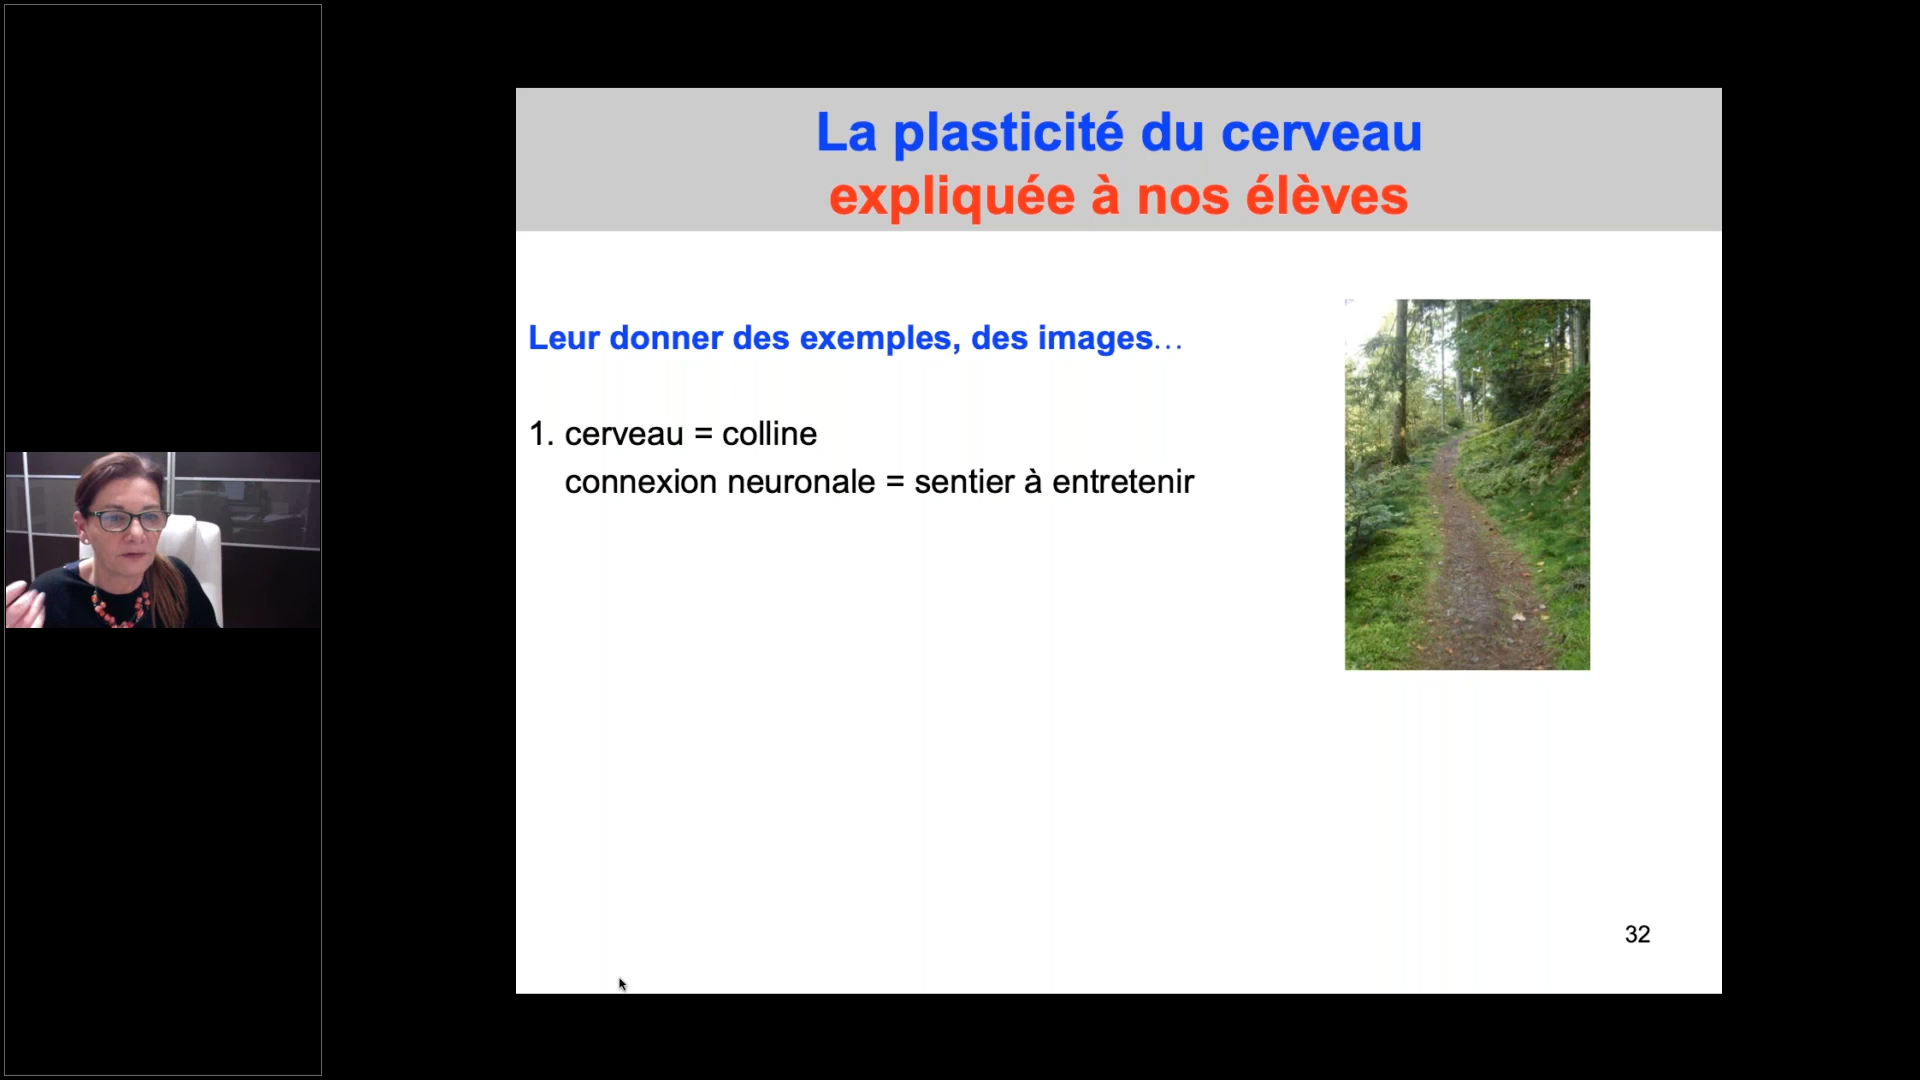 La plasticité du cerveau
expliquée à nos élèves
Leur donner des exemples, des images…
1. cerveau = colline
connexion neuronale = sentier à entretenir
32